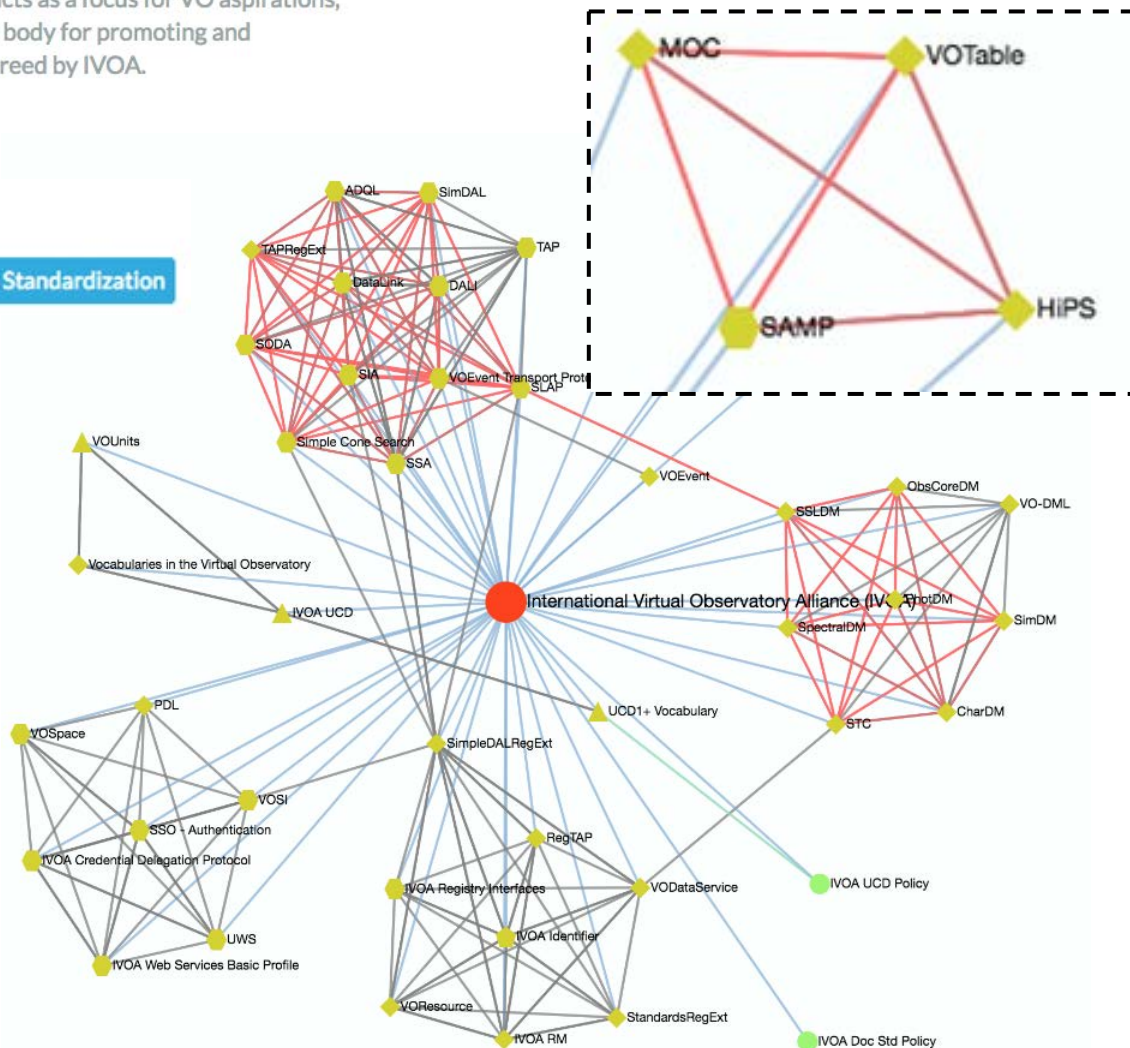 acts as a focus for VO aspirations,
body for promoting and
reed by IVOA.
Standardization
MOC
VOTable
SAMP
HiPS
ADQL
SimDAL
TAPRegExt
TAP
DataLink
DALI
SODA
SIA
VOEvent Transport Proto
SLAP
Simple Cone Search
SSA
VOUnits
VOEvent
ObsCoreDM
VO-DML
SSLDM
Vocabularies in the Virtual Observatory
International Virtual Observatory Alliance (IVOA)
PhotDM
IVOA UCD
SpectralDM
SimDM
PDL
UCD1+ Vocabulary
CharDM
STC
VOSpace
SimpleDALRegExt
VOSI
SSO - Authentication
RegTAP
IVOA Credential Delegation Protocol
IVOA Registry Interfaces
VODataService
IVOA UCD Policy
UWS
IVOA Identifier
IVOA Web Services Basic Profile
VOResource
StandardsRegExt
IVOA RM
IVOA Doc Std Policy